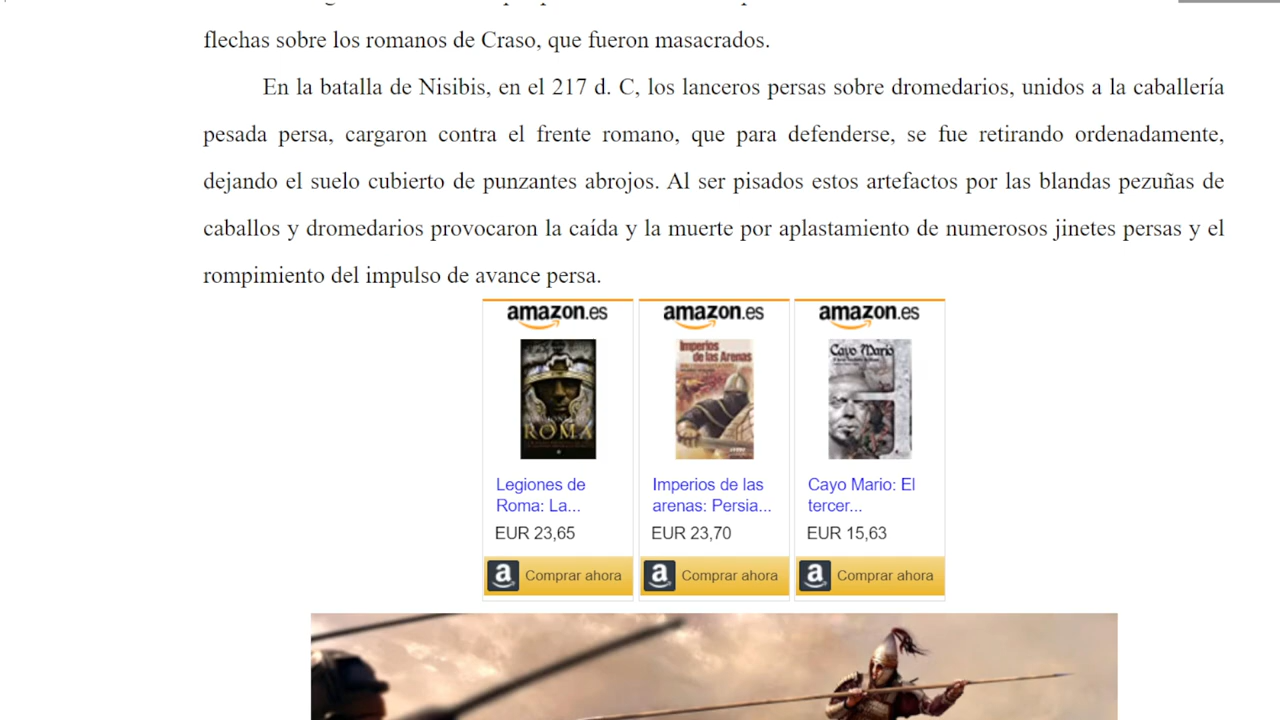 flechas sobre los romanos de Craso, que fueron masacrados.
En la batalla de Nisibis, en el 217 d. C, los lanceros persas sobre dromedarios, unidos a la caballería
pesada persa, cargaron contra el frente romano, que para defenderse, se fue retirando ordenadamente,
dejando el suelo cubierto de punzantes abrojos. Al ser pisados estos artefactos por las blandas pezuñas de
caballos y dromedarios provocaron la caída y la muerte por aplastamiento de numerosos jinetes persas y el
rompimiento del impulso de avance persa.
amazon.es
ROMA
Legiones de
Roma: La...
EUR 23,65
a Comprar ahora
amazon.es
Imperios
de las Arenas
Imperios de las
arenas: Persia...
EUR 23,70
a Comprar ahora
amazon.es
Cayo Mario
Cayo Mario: El
tercer...
EUR 15,63
a Comprar ahora